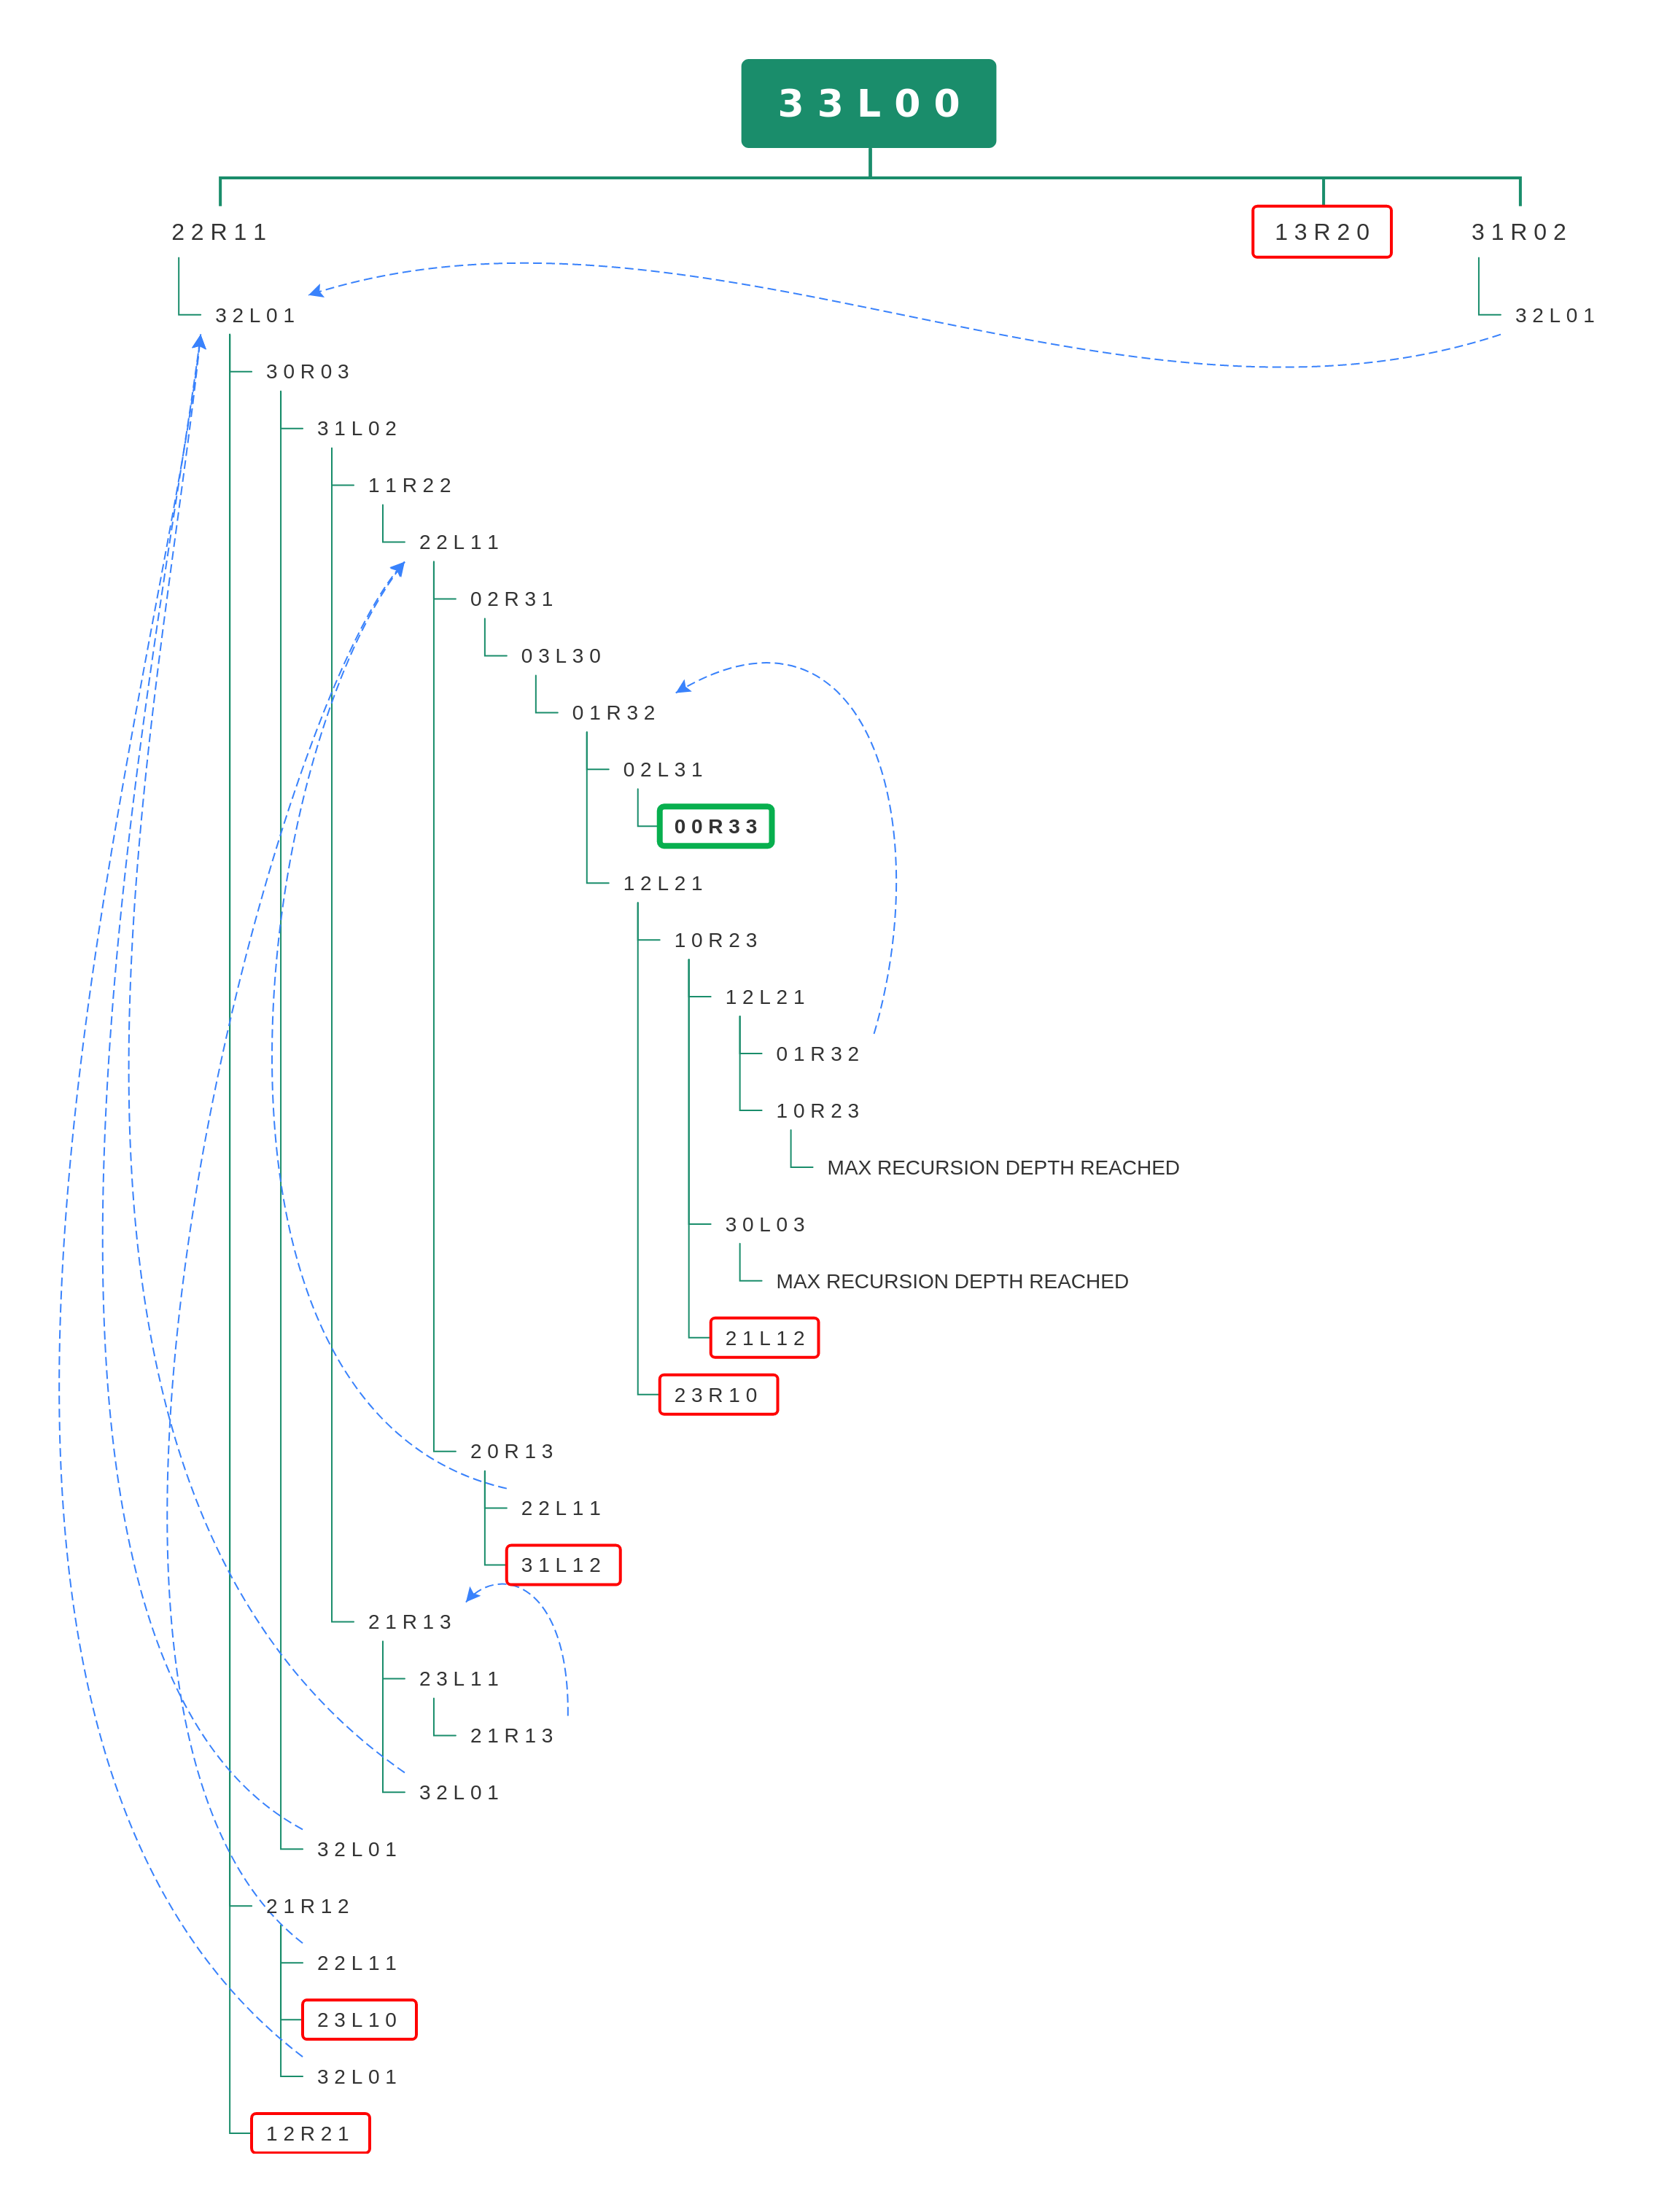 33L00
22R11
13R20
31R02
32L01
32L01
30R03
31L02
11R22
22L11
02R31
03L30
01R32
02L31
00R33
12L21
10R23
12L21
01R32
10R23
MAX RECURSION DEPTH REACHED
30L03
MAX RECURSION DEPTH REACHED
21L12
23R10
20R13
22L11
31L12
21R13
23L11
21R13
32L01
32L01
21R12
22L11
23L10
32L01
12R21